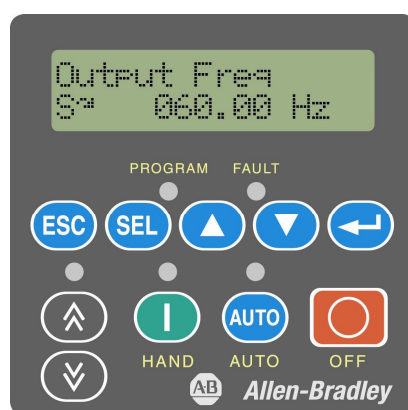 Output Freq
S 060.00 Hz
PROGRAM FAULT
ESC SEL
AUTO
HAND AUTO OFF
AB Allen-Bradley